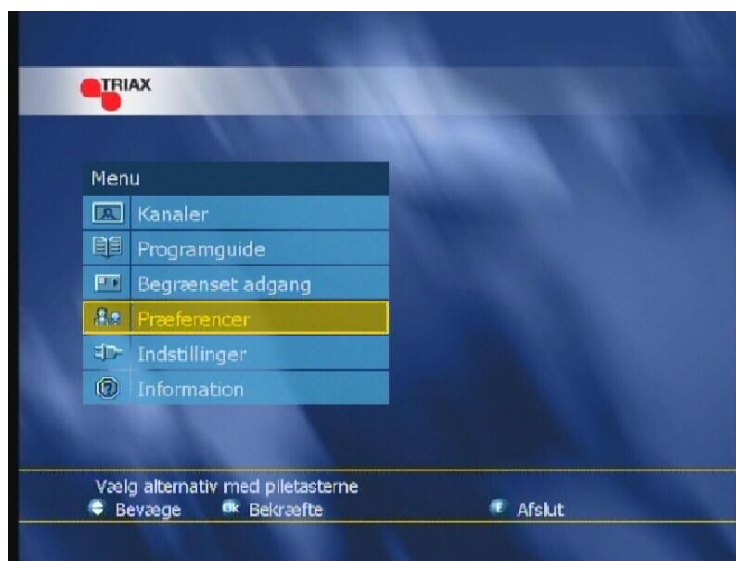 TRIAX
Menu
Kanaler
Programguide
Begrænset adgang
Præferencer
Indstillinger
Information
Vælg alternativ med piletasterne
Bevæge OK Bekræfte E Afslut